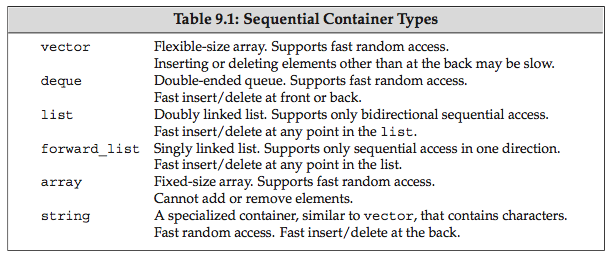 Table 9.1: Sequential Container Types
vector Flexible-size array. Supports fast random access.
Inserting or deleting elements other than at the back may be slow.
deque Double-ended queue. Supports fast random access.
Fast insert/delete at front or back.
list Doubly linked list. Supports only bidirectional sequential access.
Fast insert/delete at any point in the list.
forward_list Singly linked list. Supports only sequential access in one direction.
Fast insert/delete at any point in the list.
array Fixed-size array. Supports fast random access.
Cannot add or remove elements.
string A specialized container, similar to vector, that contains characters.
Fast random access. Fast insert/delete at the back.